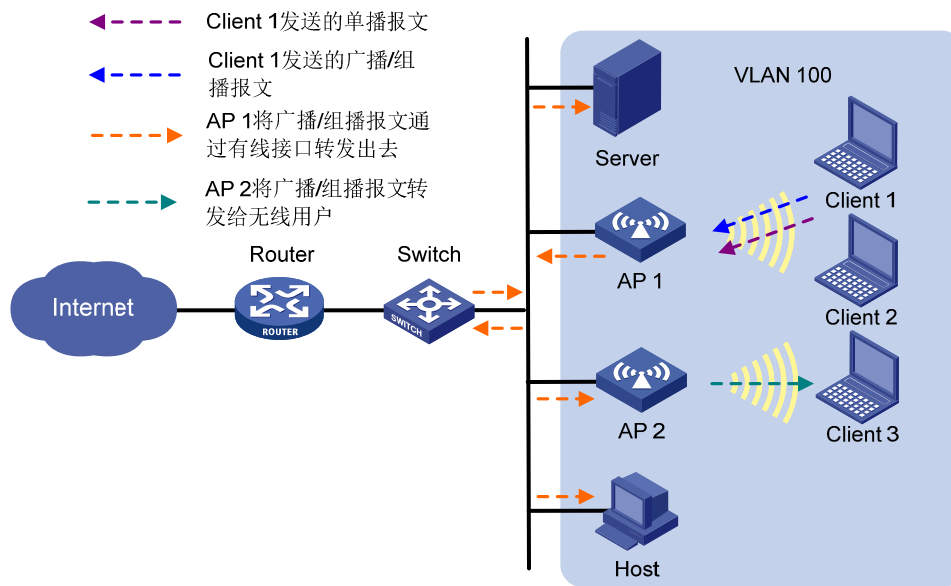 Client 1发送的单播报文
Client 1发送的广播/组
播报文
AP 1将广播/组播报文通
过有线接口转发出去
AP 2将广播/组播报文转
发给无线用户
VLAN 100
Server
Client 1
AP 1
Client 2
Router
Switch
Internet
ROUTER
SWITCH
AP 2
Client 3
Host